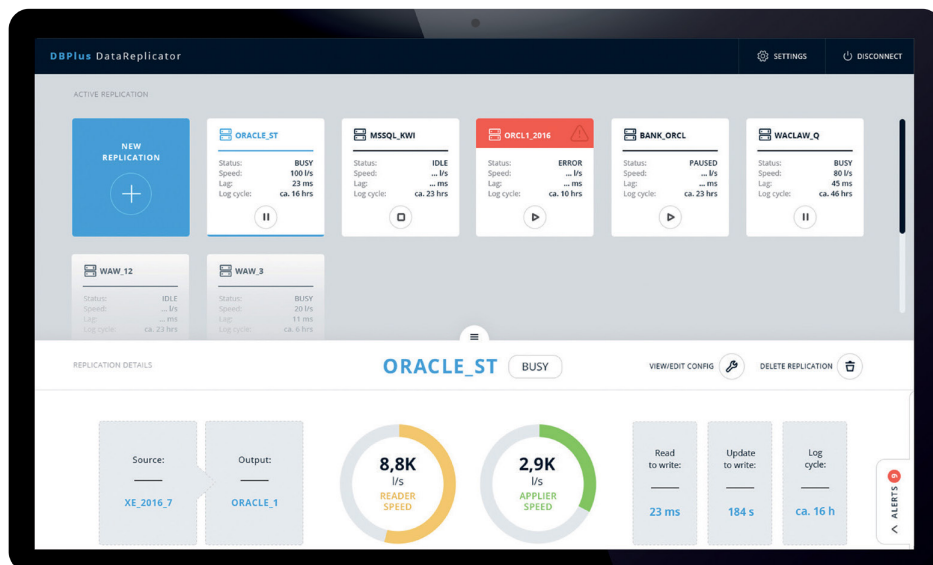 DBPlus DataReplicator
SETTINGS
DISCONNECT
ACTIVE REPLICATION
NEW
REPLICATION
ORACLE_ST
Status: BUSY
Speed: 100 l/s
Lag: 23 ms
Log cycle: ca. 16 hrs
MSSQL_KWI
Status: IDLE
Speed: ... l/s
Lag: ... ms
Log cycle: ca. 23 hrs
ORCL1_2016
Status: ERROR
Speed: ... l/s
Lag: ... ms
Log cycle: ca. 10 hrs
BANK_ORCL
Status: PAUSED
Speed: ... l/s
Lag: ... ms
Log cycle: ca. 23 hrs
WACLAW_Q
Status: BUSY
Speed: 80 l/s
Lag: 45 ms
Log cycle: ca. 46 hrs
WAW_12
Status: IDLE
Speed: ... l/s
Lag: ... ms
Log cycle: ca. 23 hrs
WAW_3
Status: BUSY
Speed: 20 l/s
Lag: 11 ms
Log cycle: ca. 6 hrs
REPLICATION DETAILS
ORACLE_ST
BUSY
VIEW/EDIT CONFIG
DELETE REPLICATION
Source:
XE_2016_7
Output:
ORACLE_1
8,8K
l/s
READER
SPEED
2,9K
l/s
APPLIER
SPEED
Read
to write:
23 ms
Update
to write:
184 s
Log
cycle:
ca. 16 h
ALERTS 9